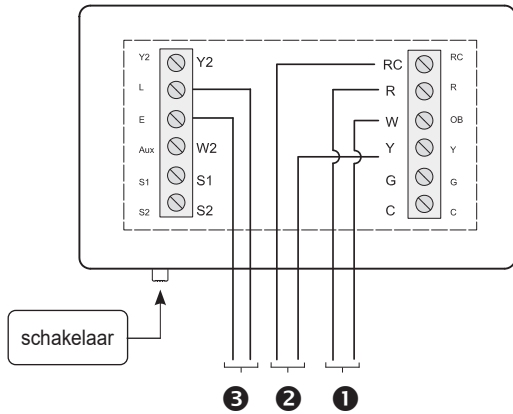 Y2 Y2 RC RC
L R R
E W OB
Aux W2 Y Y
S1 S1 G G
S2 S2 C C
schakelaar
3 2 1